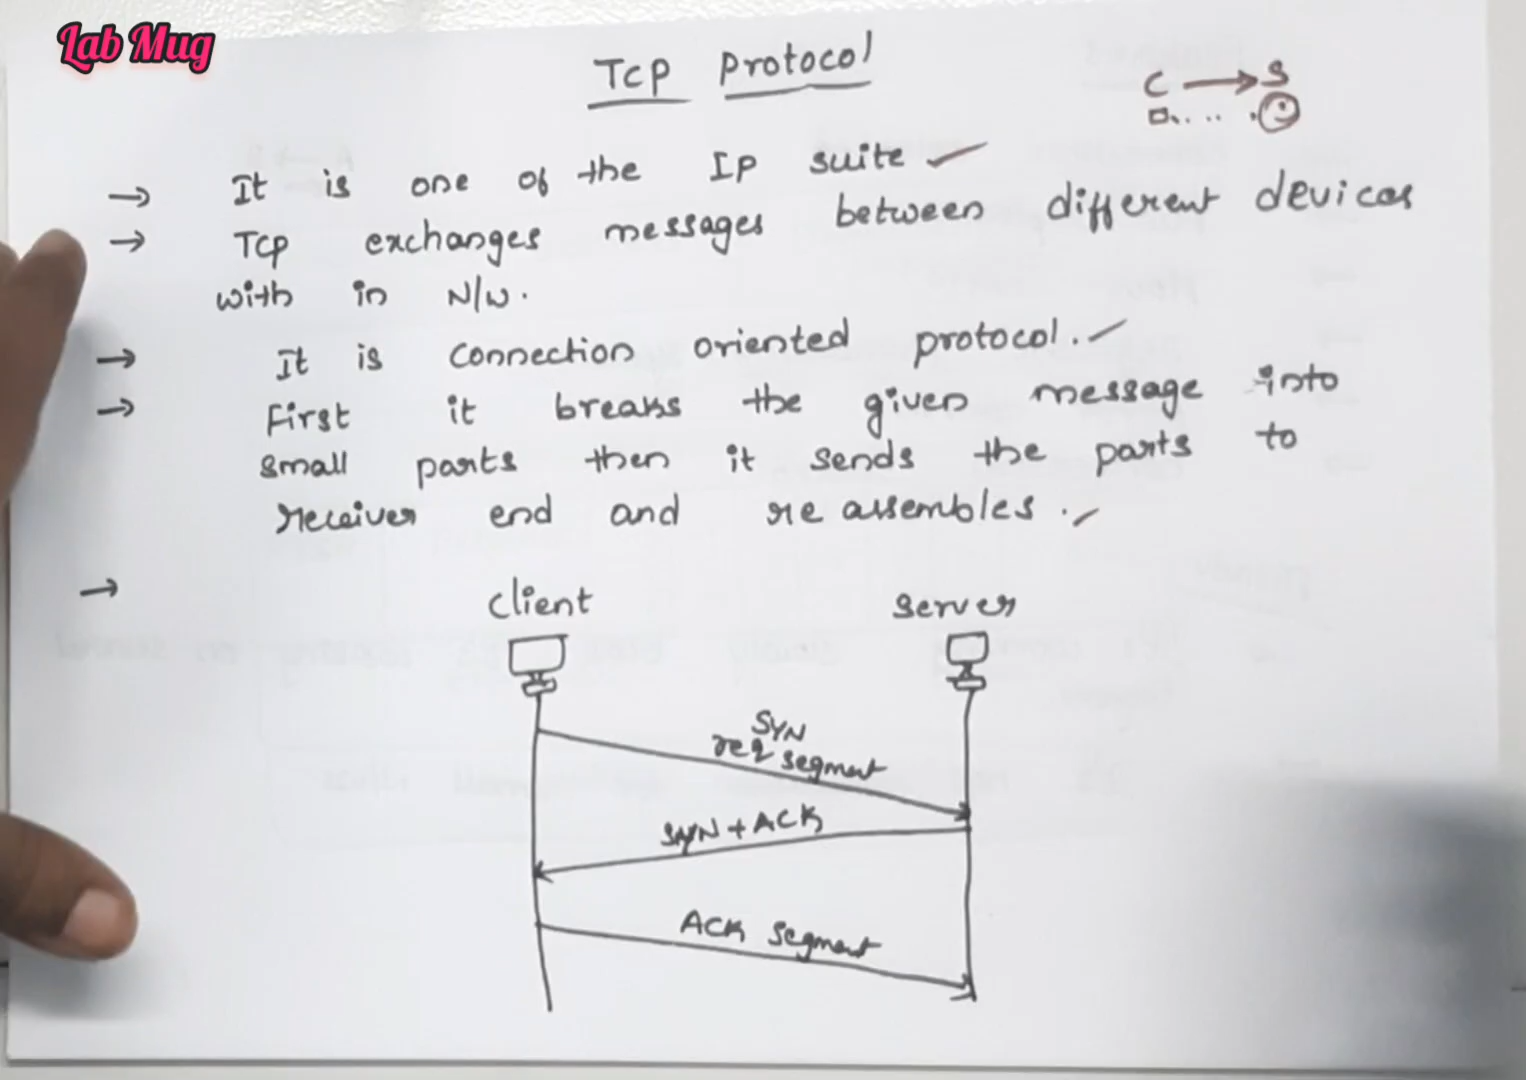 Lab Mug
TCP Protocol
C → S
→ It is one of the IP suite
→ TCP exchanges messages between different devices
with in N/W.
→ It is connection oriented protocol.
→ First it breaks the given message into
small parts then it sends the parts to
receiver end and re assembles.
→
client server
SYN
req segment
SYN + ACK
ACK segment